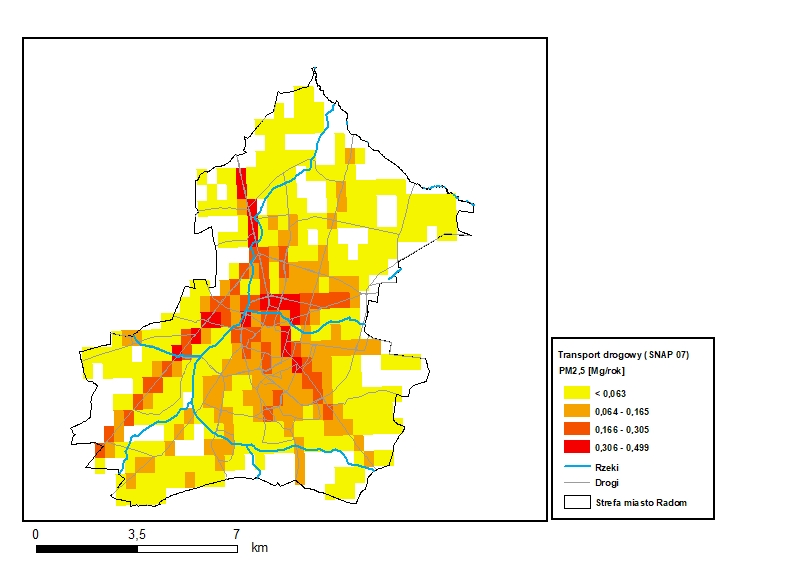 Transport drogowy (SNAP 07)
PM2,5 [Mg/rok]
< 0,063
0,064 - 0,165
0,166 - 0,305
0,306 - 0,499
Rzeki
Drogi
Strefa miasto Radom
0 3,5 7
km